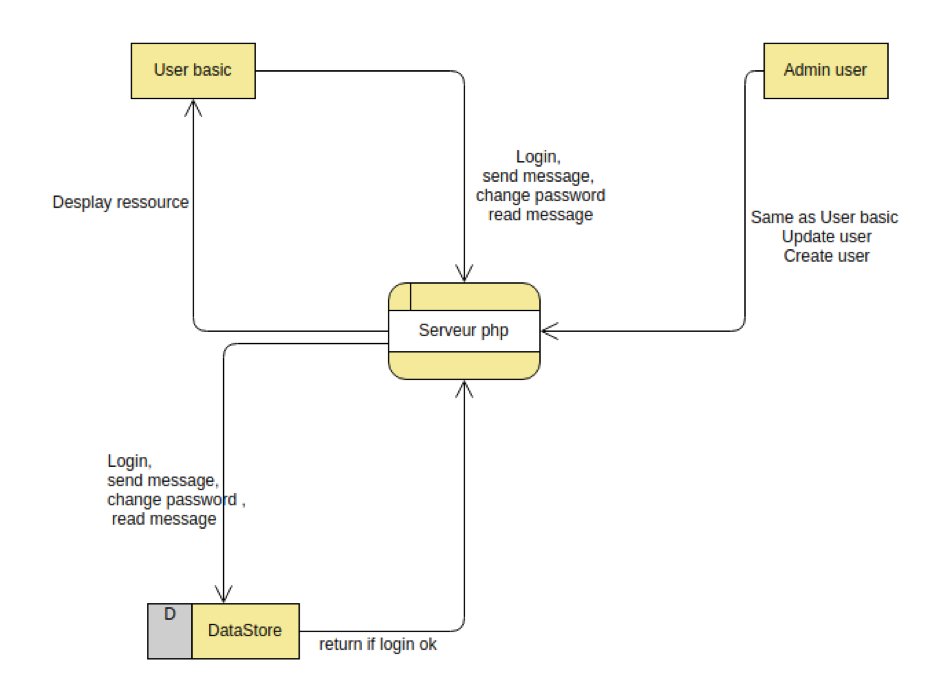 User basic
Admin user
Login,
send message,
change password
read message
Desplay ressource
Same as User basic
Update user
Create user
Serveur php
Login,
send message,
change password ,
read message
D
DataStore
return if login ok